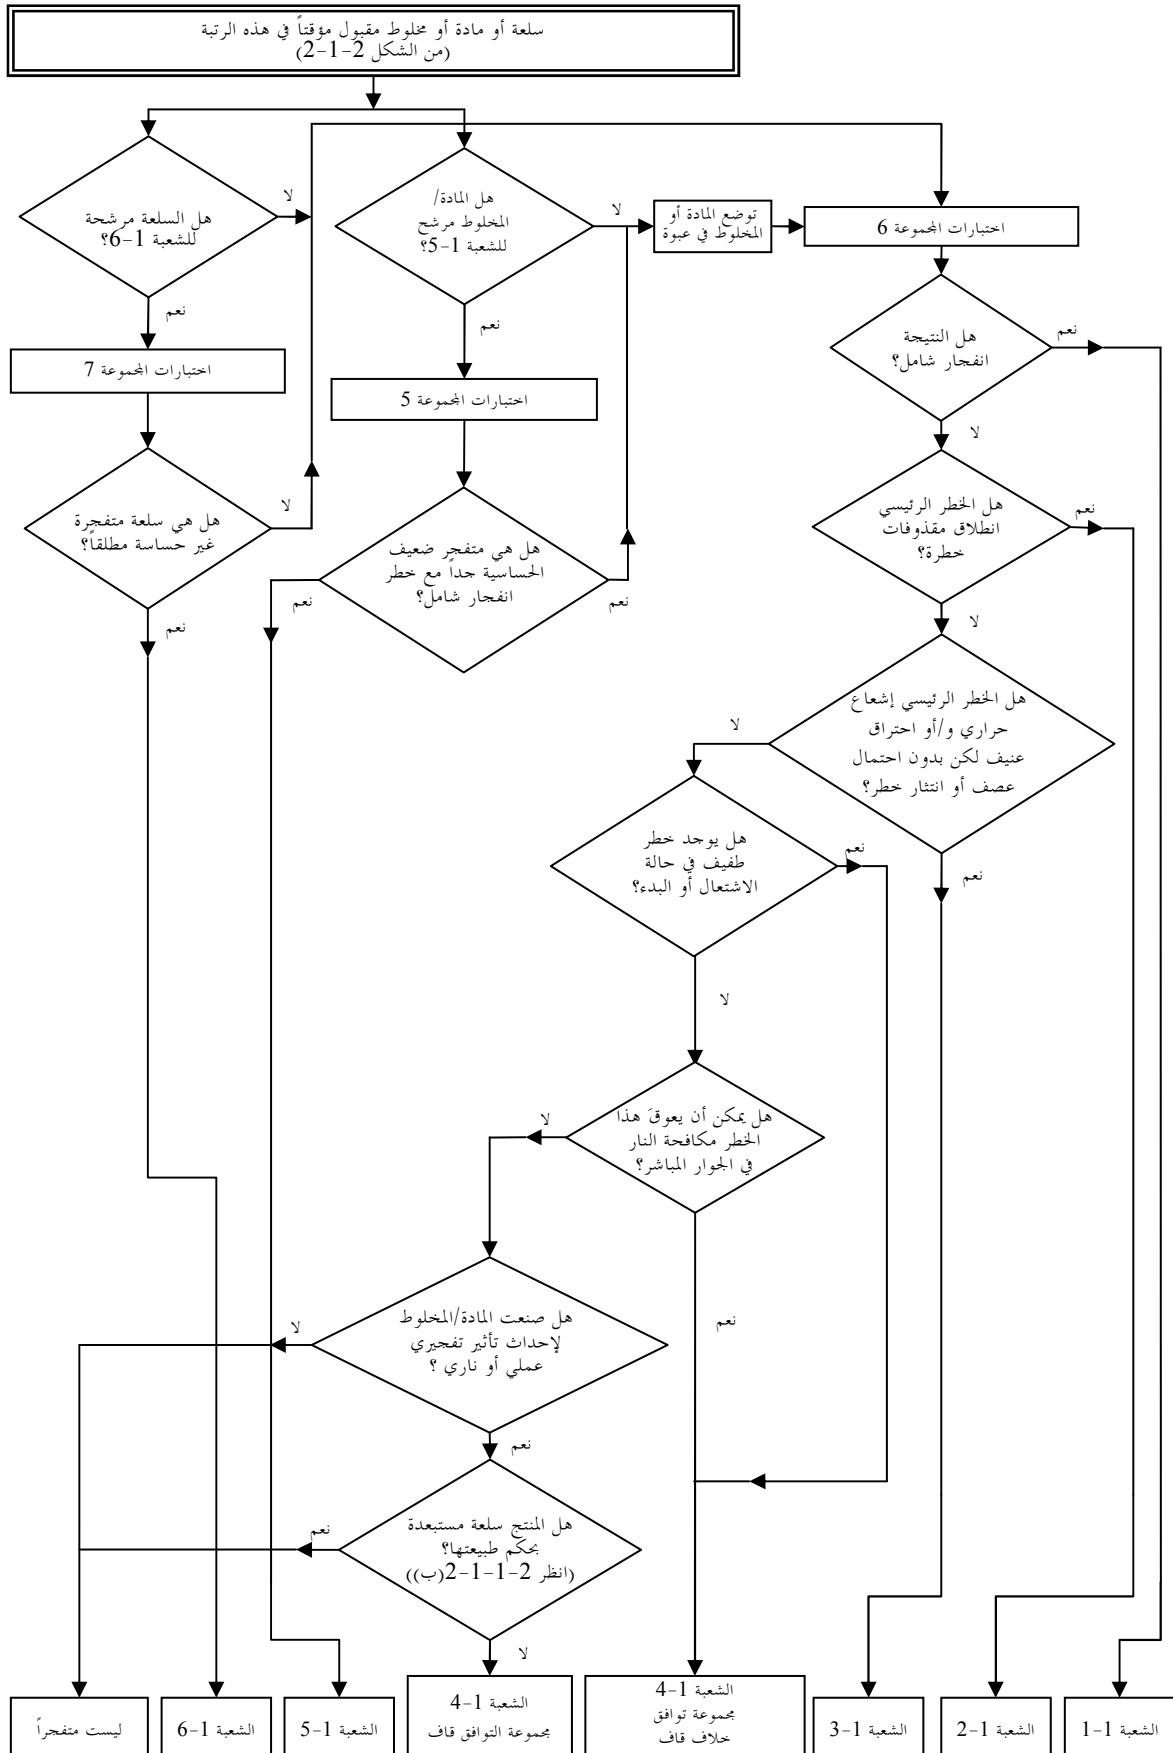 سلعة أو مادة أو مخلوط مقبول مؤقتاً في هذه الرتبة
(من الشكل 2-1-2)
هل السلعة مرشحة
للشعبة 1-6؟
لا
نعم
هل المادة/
المخلوط مرشح
للشعبة 1-5؟
لا
نعم
توضع المادة أو
المخلوط في عبوة
اختبارات المجموعة 6
هل النتيجة
انفجار شامل؟
نعم
لا
اختبارات المجموعة 7
اختبارات المجموعة 5
هل هي سلعة متفجرة
غير حساسة مطلقاً؟
لا
نعم
هل هي متفجر ضعيف
الحساسية جداً مع خطر
انفجار شامل؟
نعم
نعم
هل الخطر الرئيسي
انطلاق مقذوفات
خطرة؟
نعم
لا
هل الخطر الرئيسي إشعاع
حراري و/أو احتراق
عنيف لكن بدون احتمال
عصف أو انتثار خطر؟
لا
نعم
هل يوجد خطر
طفيف في حالة
الاشتعال أو البدء؟
نعم
لا
هل يمكن أن يعوقَ هذا
الخطر مكافحة النار
في الجوار المباشر؟
لا
نعم
هل صنعت المادة/المخلوط
لإحداث تأثير تفجيري
عملي أو ناري ؟
لا
نعم
هل المنتج سلعة مستبعدة
بحكم طبيعتها؟
(انظر 2-1-1-2(ب))
نعم
لا
الشعبة 1-1
الشعبة 1-2
الشعبة 1-3
الشعبة 1-4
مجموعة توافق
خلاف قاف
الشعبة 1-4
مجموعة التوافق قاف
الشعبة 1-5
الشعبة 1-6
ليست متفجراً